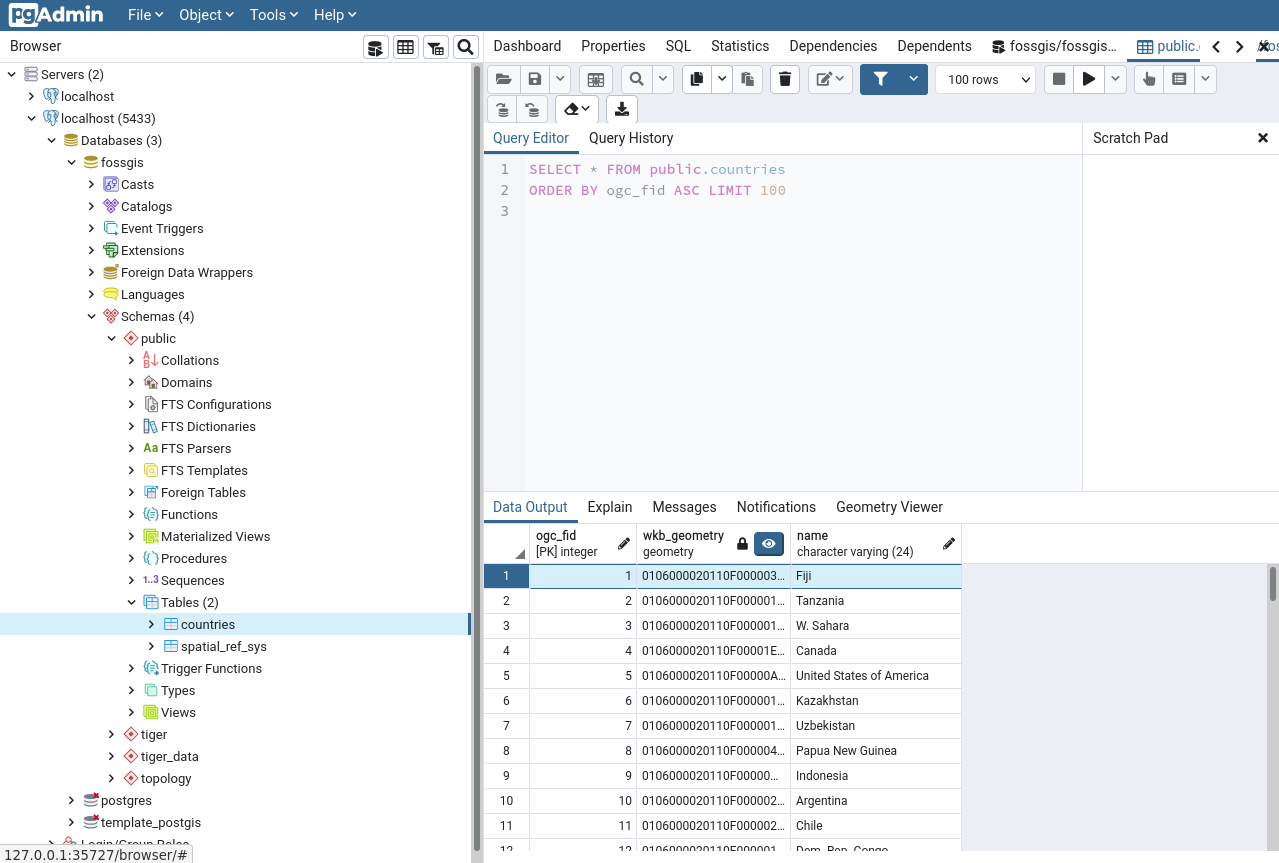 pgAdmin File Object Tools Help
Browser
Servers (2)
localhost
localhost (5433)
Databases (3)
fossgis
Casts
Catalogs
Event Triggers
Extensions
Foreign Data Wrappers
Languages
Schemas (4)
public
Collations
Domains
FTS Configurations
FTS Dictionaries
Aa FTS Parsers
FTS Templates
Foreign Tables
Functions
Materialized Views
Procedures
1..3 Sequences
Tables (2)
countries
spatial_ref_sys
Trigger Functions
Types
Views
tiger
tiger_data
topology
postgres
template_postgis
Login/Group Roles
127.0.0.1:35727/browser/#
Dashboard Properties SQL Statistics Dependencies Dependents fossgis/fossgis... public.
100 rows
Query Editor Query History Scratch Pad
1 SELECT * FROM public.countries
2 ORDER BY ogc_fid ASC LIMIT 100
3
Data Output Explain Messages Notifications Geometry Viewer
ogc_fid wkb_geometry name
[PK] integer geometry character varying (24)
1 1 0106000020110F000003... Fiji
2 2 0106000020110F000001... Tanzania
3 3 0106000020110F000001... W. Sahara
4 4 0106000020110F00001E... Canada
5 5 0106000020110F00000A... United States of America
6 6 0106000020110F000001... Kazakhstan
7 7 0106000020110F000001... Uzbekistan
8 8 0106000020110F000004... Papua New Guinea
9 9 0106000020110F00000... Indonesia
10 10 0106000020110F000002... Argentina
11 11 0106000020110F000002... Chile
12 12 0106000020110F000001... Dem. Rep. Congo